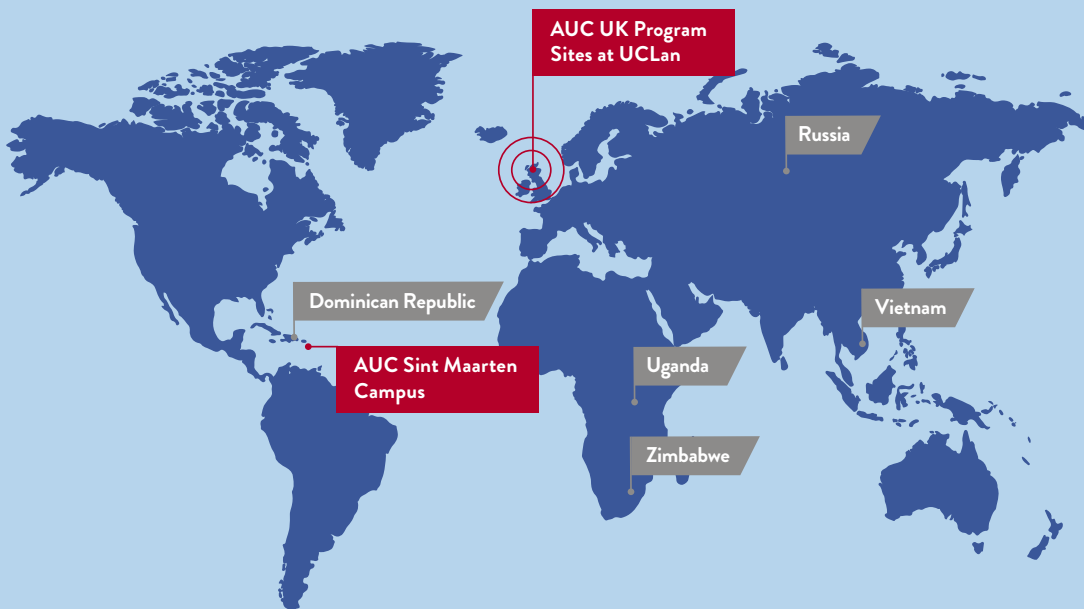 AUC UK Program
Sites at UCLan
Russia
Dominican Republic
Vietnam
AUC Sint Maarten
Campus
Uganda
Zimbabwe